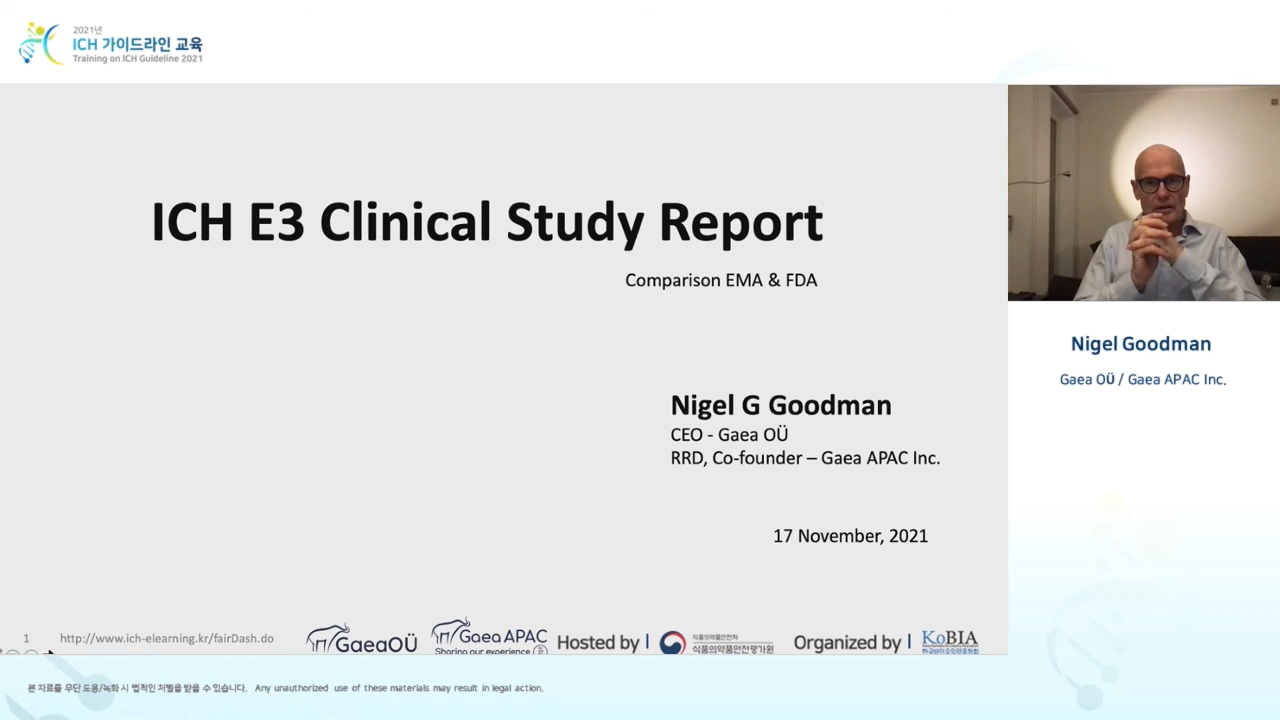 2021년
ICH 가이드라인 교육
Training on ICH Guideline 2021
ICH E3 Clinical Study Report
Comparison EMA & FDA
Nigel G Goodman
CEO - Gaea OÜ
RRD, Co-founder – Gaea APAC Inc.
17 November, 2021
Nigel Goodman
Gaea OÜ / Gaea APAC Inc.
1 http://www.ich-elearning.kr/fairDash.do
GaeaOÜ
Gaea APAC
Sharing our experience
Hosted by
식품의약품안전처
식품의약품안전평가원
Organized by
KoBIA
한국바이오의약품협회
본 자료를 무단 도용/녹화 시 법적인 처벌을 받을 수 있습니다. Any unauthorized use of these materials may result in legal action.